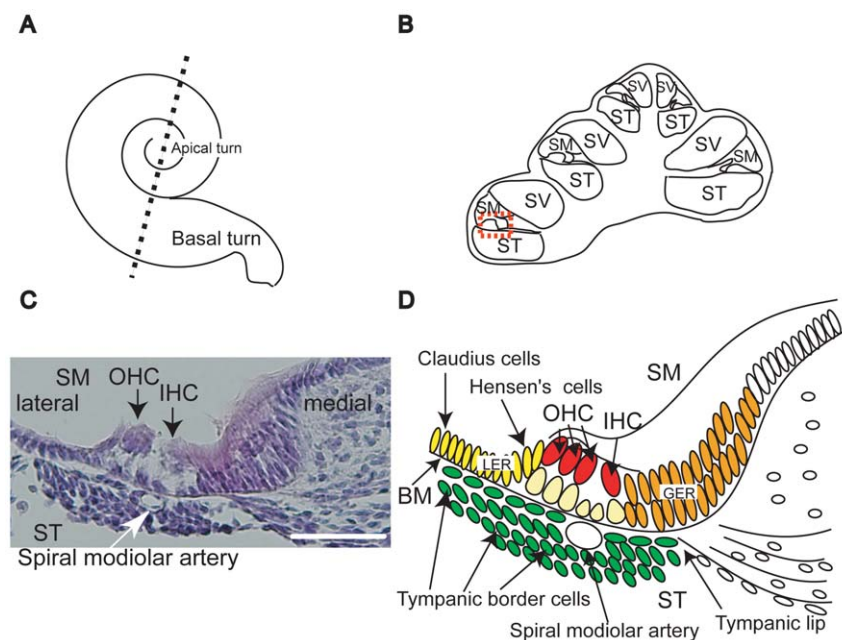 A
Apical turn
Basal turn
B
SV
SV
ST
ST
SV
SM
ST
SV
SM
ST
SV
SM
ST
C
SM
OHC
IHC
lateral
medial
ST
Spiral modiolar artery
D
Claudius cells
Hensen's cells
SM
OHC
IHC
LER
BM
GER
Tympanic border cells
ST
Spiral modiolar artery
Tympanic lip